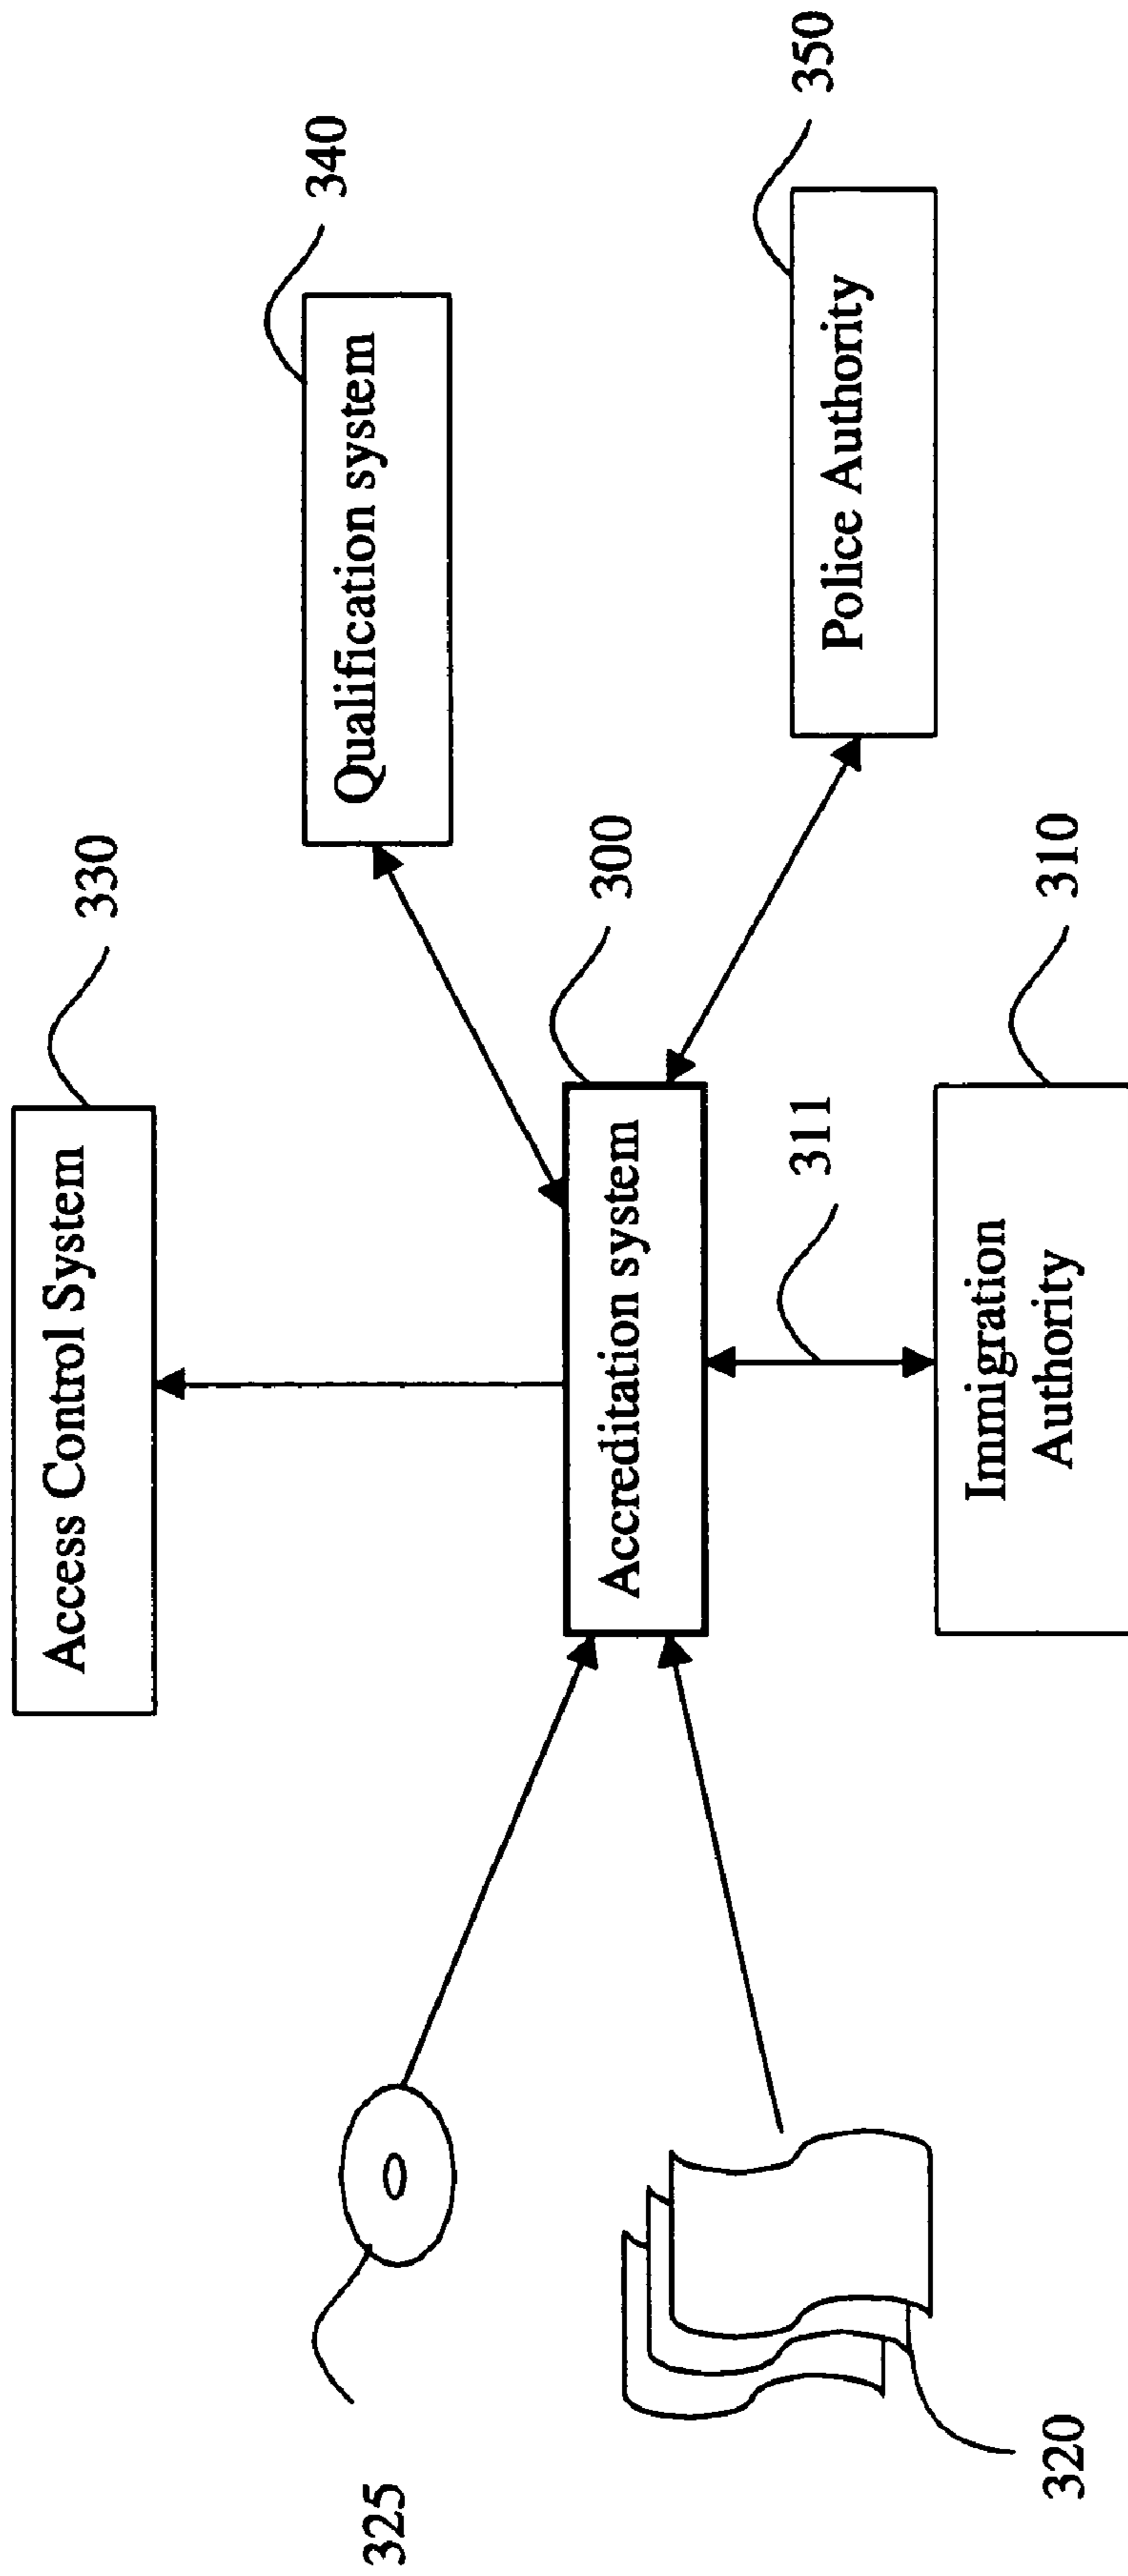 Access Control System
330
340
Qualification system
325
300
Accreditation system
350
Police Authority
311
320
310
Immigration
Authority